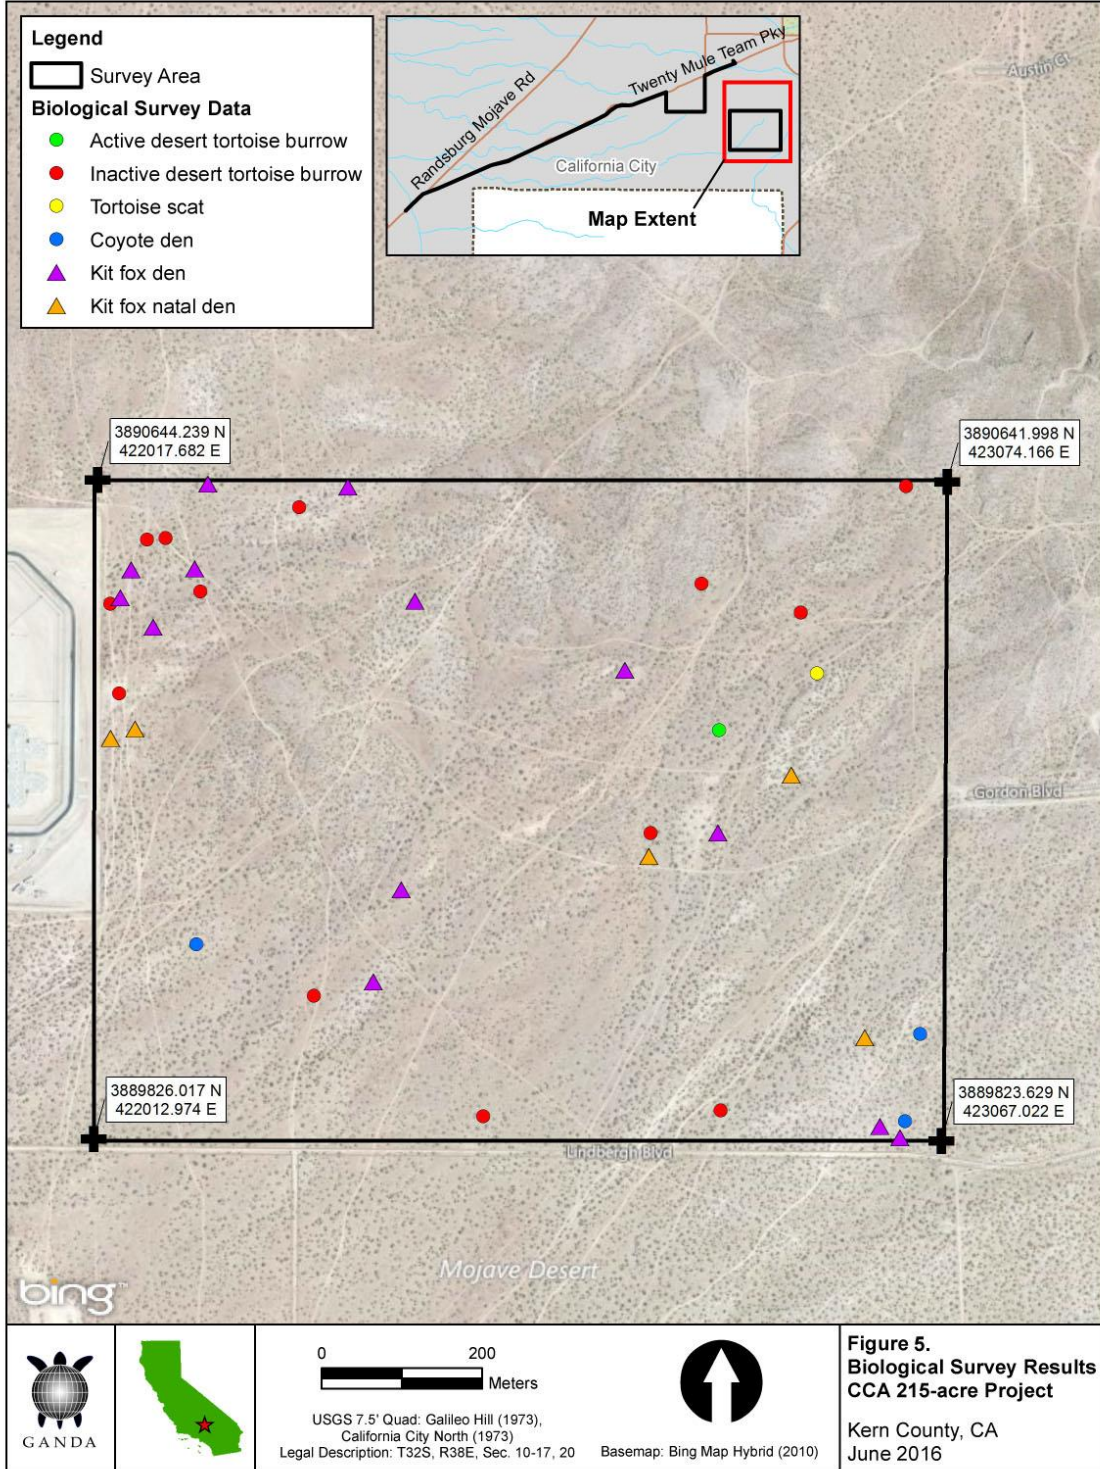 Legend
Survey Area
Biological Survey Data
Active desert tortoise burrow
Inactive desert tortoise burrow
Tortoise scat
Coyote den
Kit fox den
Kit fox natal den
Randsburg Mojave Rd
Twenty Mule Team Pky
California City
Map Extent
Austin Ct
3890644.239 N
422017.682 E
3890641.998 N
423074.166 E
Gordon Blvd
3889826.017 N
422012.974 E
3889823.629 N
423067.022 E
Lindbergh Blvd
Mojave Desert
bing™
GANDA
0 200
Meters
USGS 7.5' Quad: Galileo Hill (1973),
California City North (1973)
Legal Description: T32S, R38E, Sec. 10-17, 20
Basemap: Bing Map Hybrid (2010)
Figure 5.
Biological Survey Results
CCA 215-acre Project
Kern County, CA
June 2016